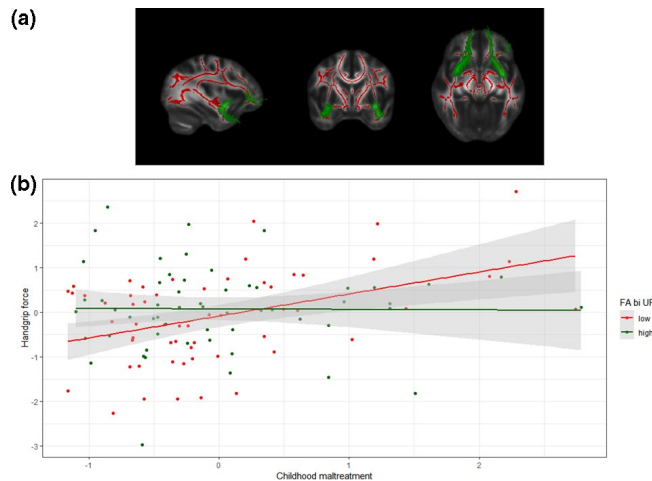 (a)
(b)
Handgrip force
2
1
0
-1
-2
-3
-1
0
1
2
Childhood maltreatment
FA bi UF
low
high